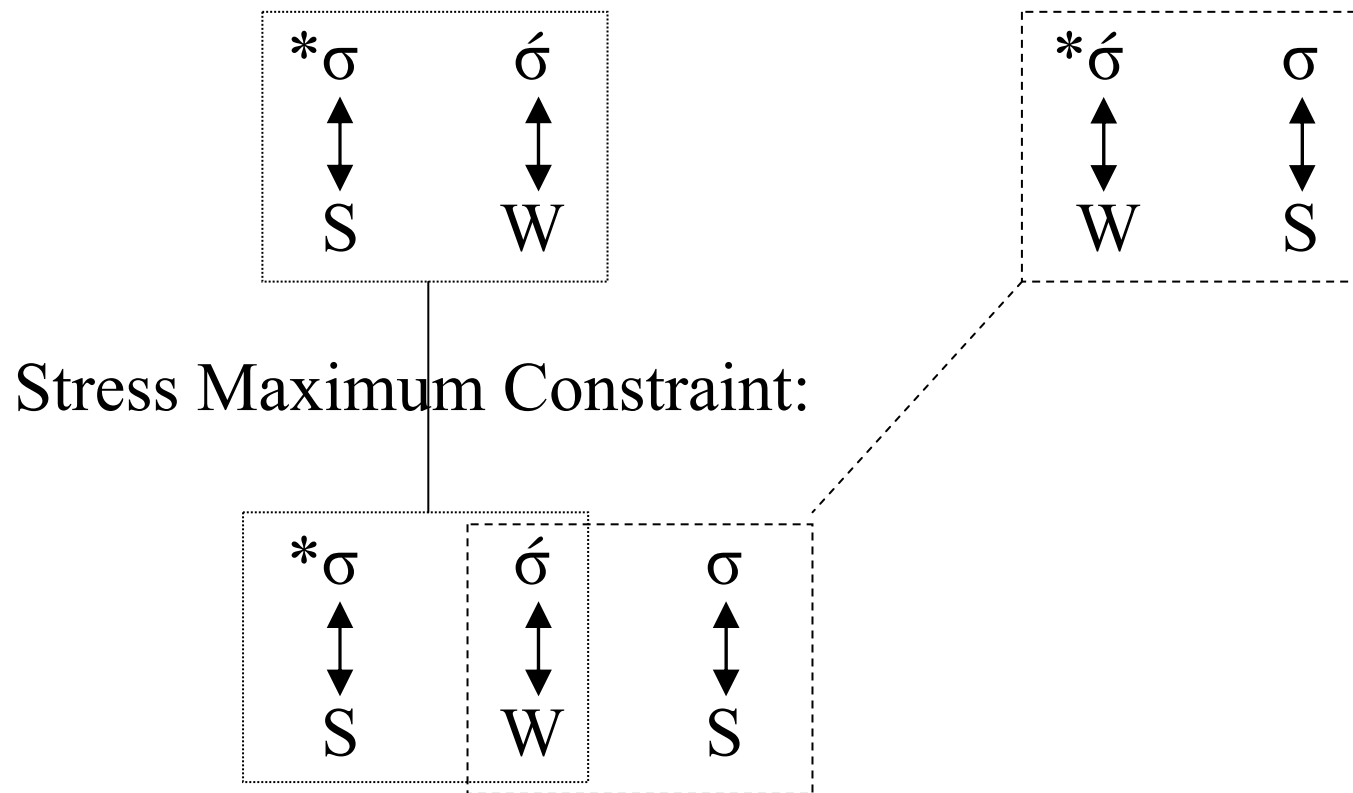 *σ σ́ *σ́ σ
S W W S
Stress Maximum Constraint:
*σ σ́ σ
S W S